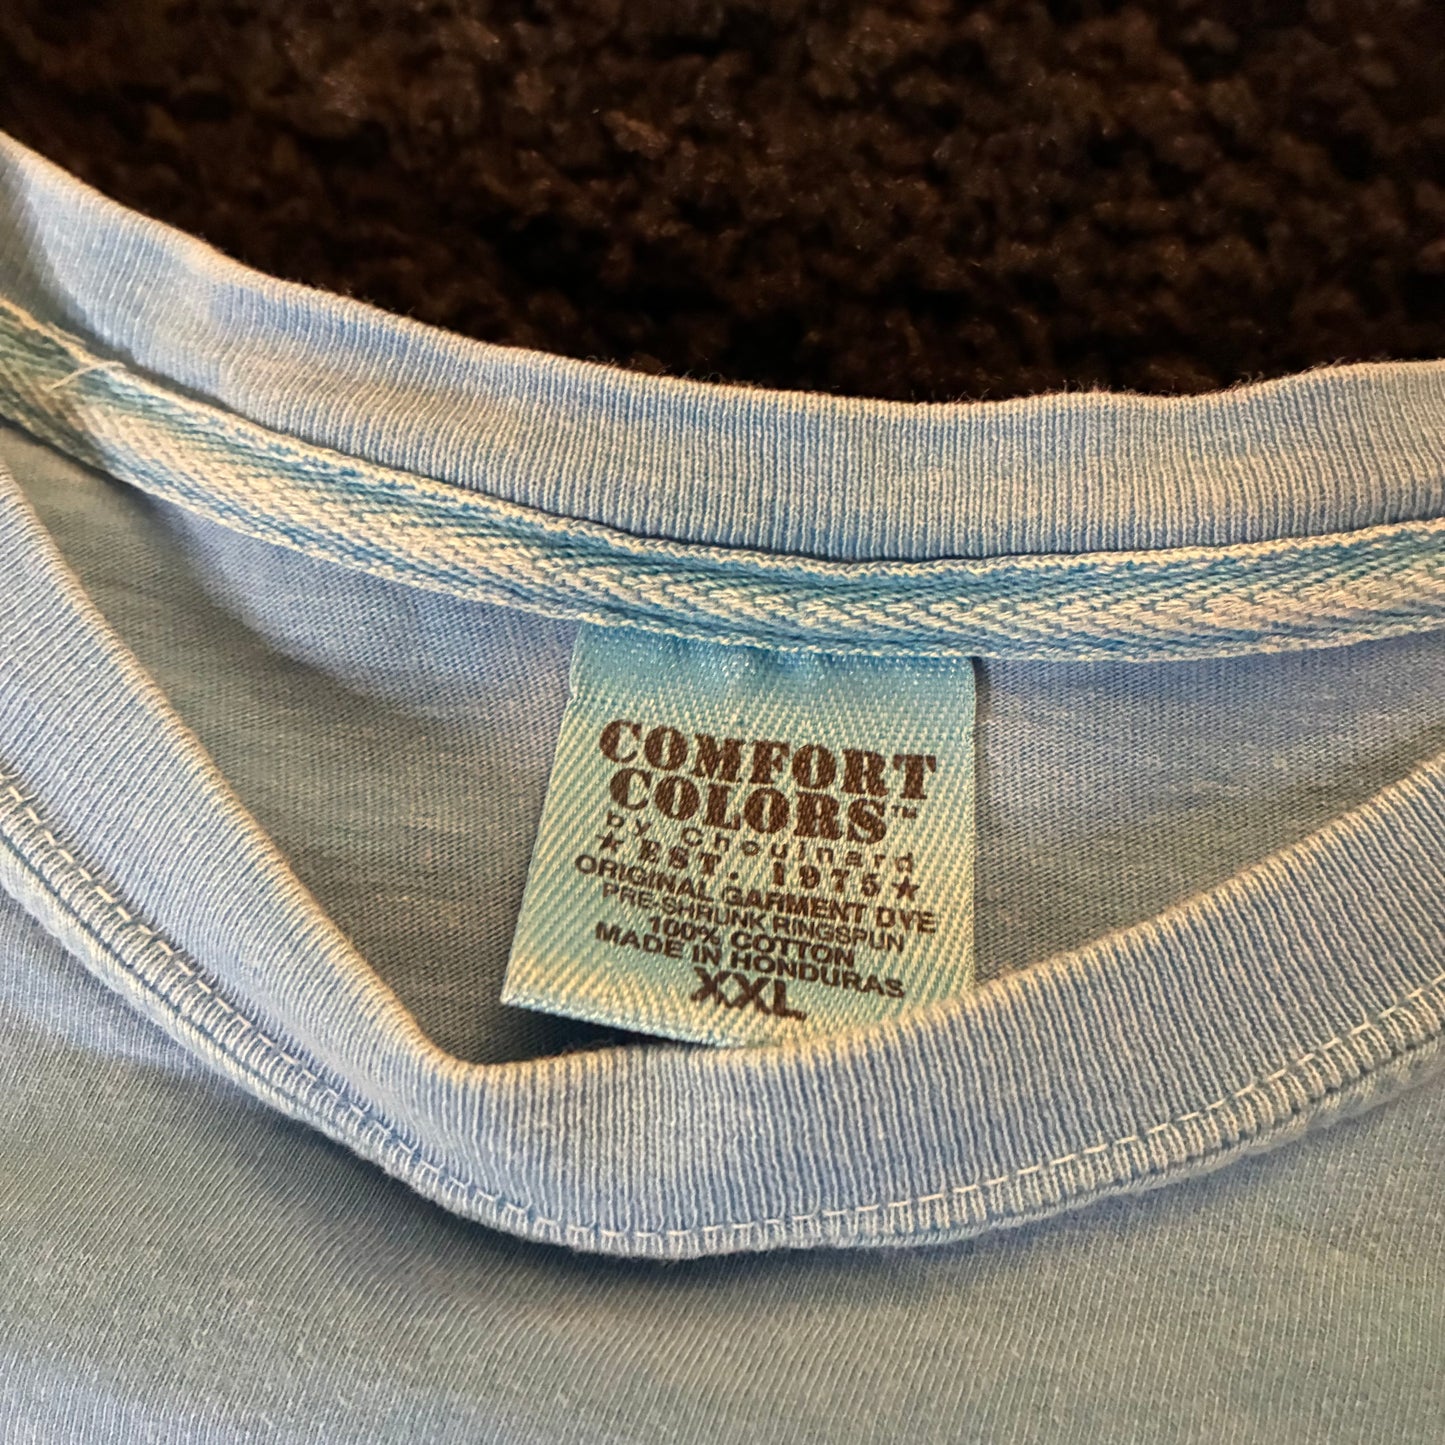 COMFORT
COLORS™
by Chouinard
★ EST. 1975 ★
ORIGINAL GARMENT DYE
PRE-SHRUNK RINGSPUN
100% COTTON
MADE IN HONDURAS
XXL